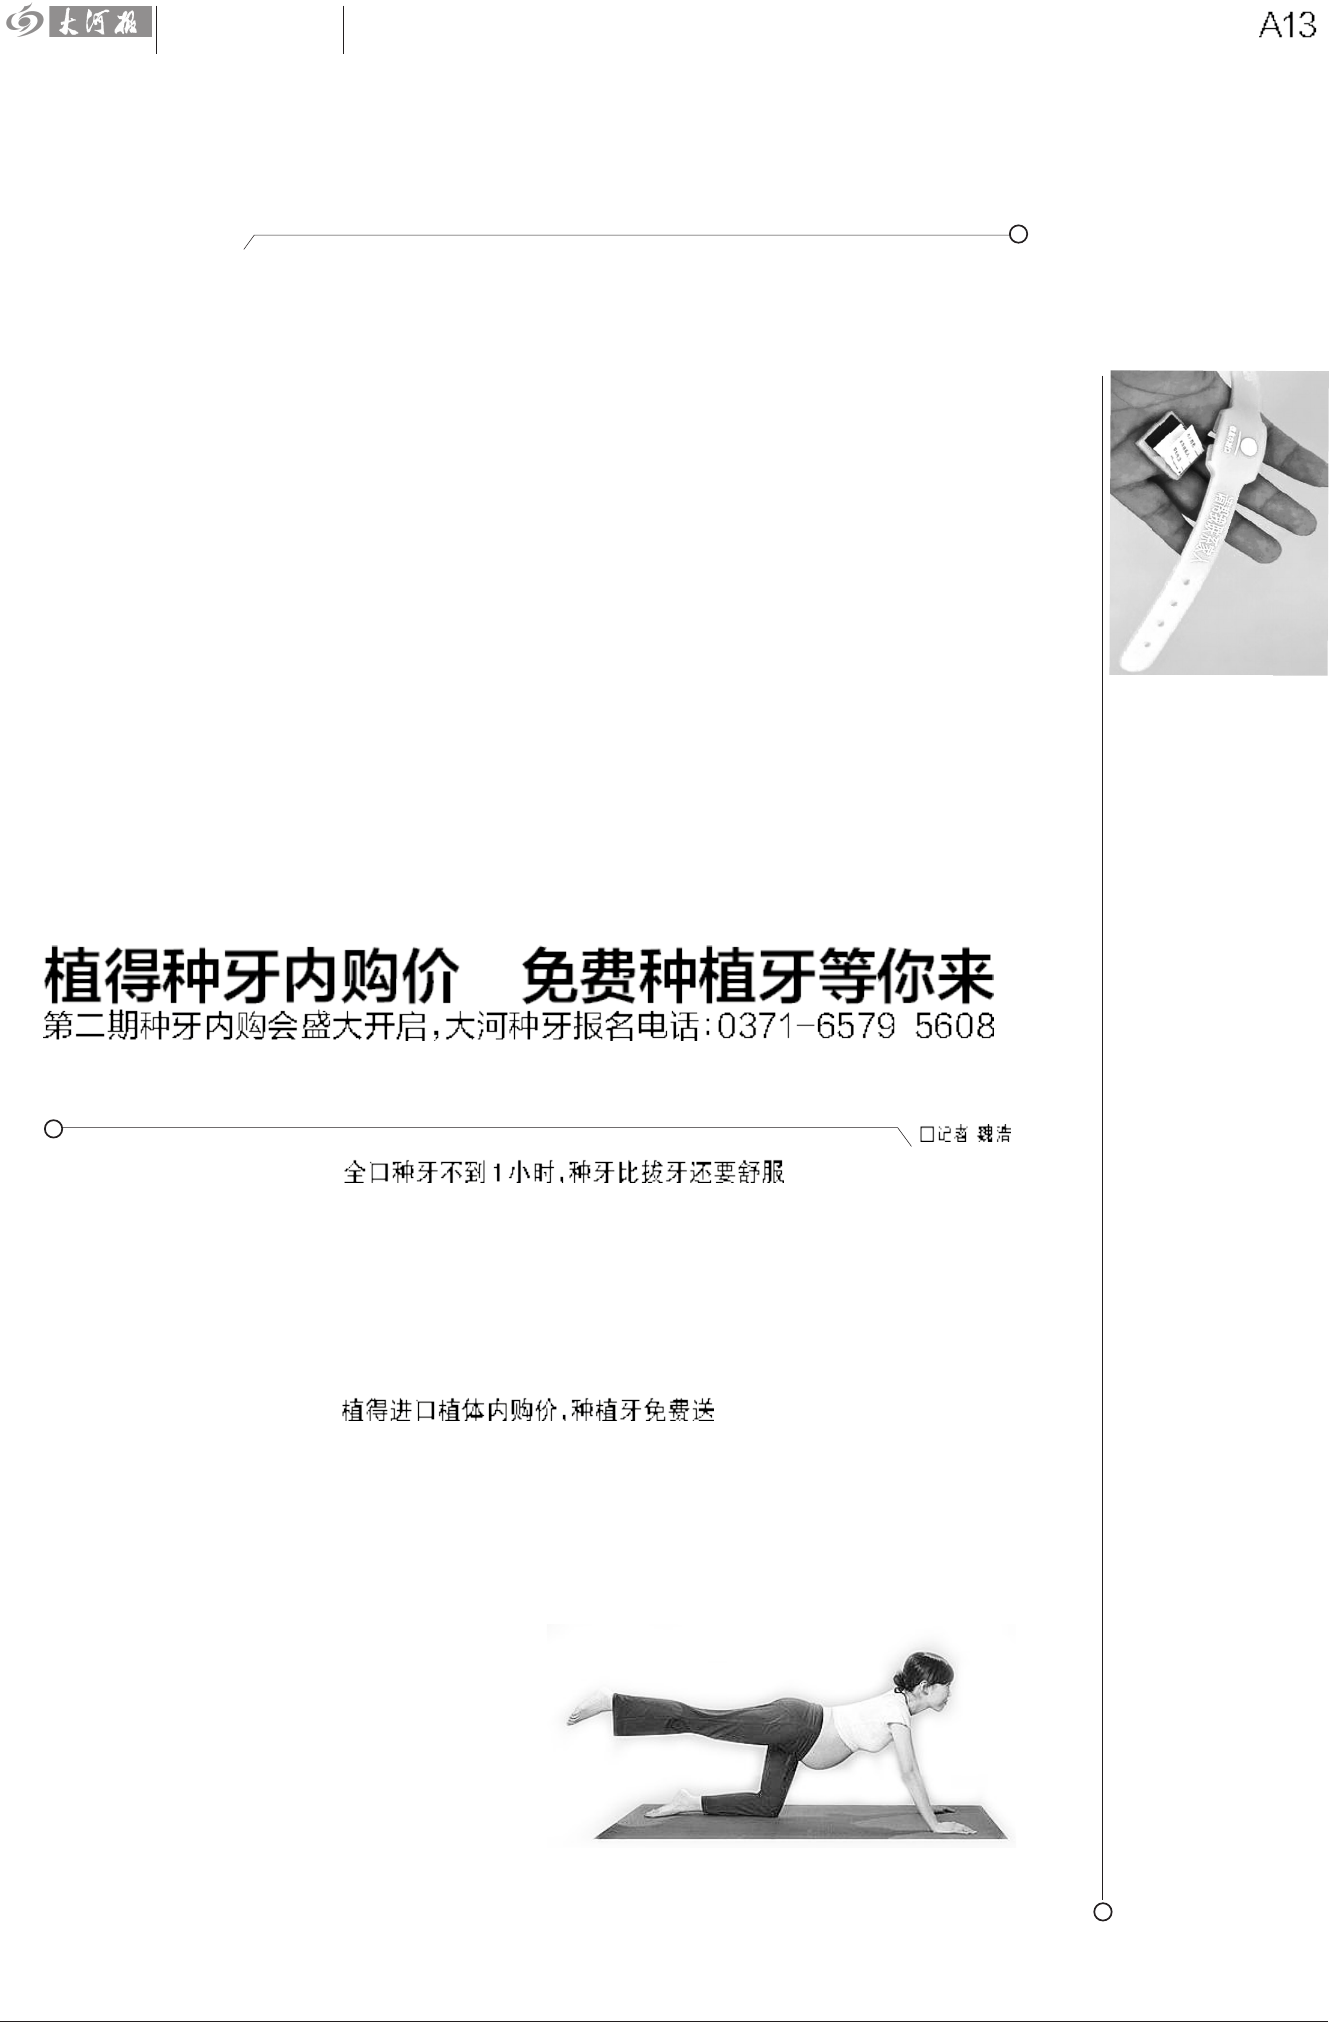 大河报
A13
植得种牙内购价 免费种植牙等你来
第二期种牙内购会盛大开启，大河种牙报名电话：0371-6579 5608
□记者 魏浩
全口种牙不到1小时，种牙比拔牙还要舒服
植得进口植体内购价，种植牙免费送